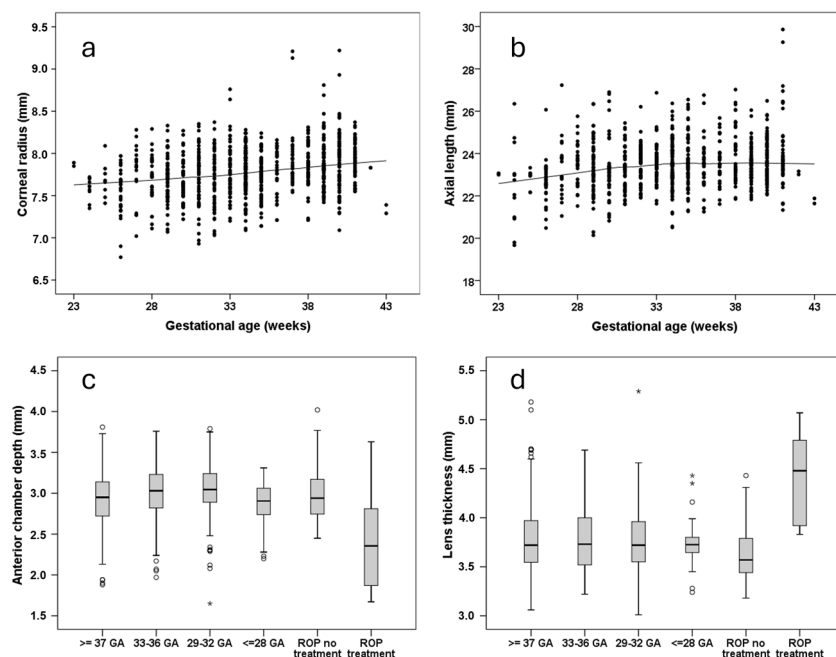 a
Corneal radius (mm)
9.5
9.0
8.5
8.0
7.5
7.0
6.5
23 28 33 38 43
Gestational age (weeks)
b
Axial length (mm)
30
28
26
24
22
20
18
23 28 33 38 43
Gestational age (weeks)
c
Anterior chamber depth (mm)
4.5
4.0
3.5
3.0
2.5
2.0
1.5
>= 37 GA 33-36 GA 29-32 GA <=28 GA ROP no treatment ROP treatment
d
Lens thickness (mm)
5.5
5.0
4.5
4.0
3.5
3.0
>= 37 GA 33-36 GA 29-32 GA <=28 GA ROP no treatment ROP treatment